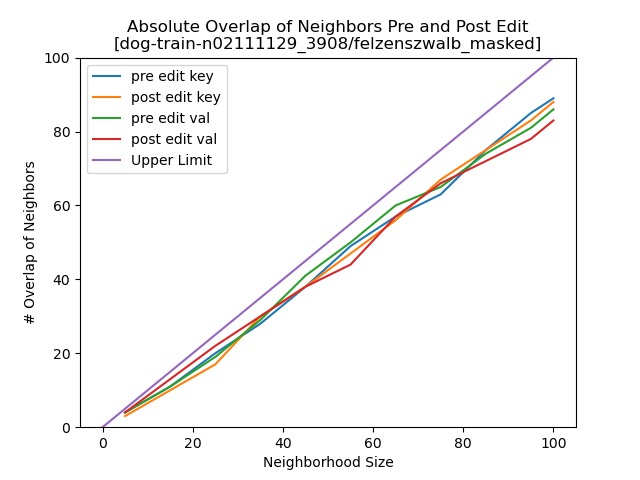 Absolute Overlap of Neighbors Pre and Post Edit
[dog-train-n02111129_3908/felzenszwalb_masked]
100
80
60
40
20
0
# Overlap of Neighbors
pre edit key
post edit key
pre edit val
post edit val
Upper Limit
0 20 40 60 80 100
Neighborhood Size